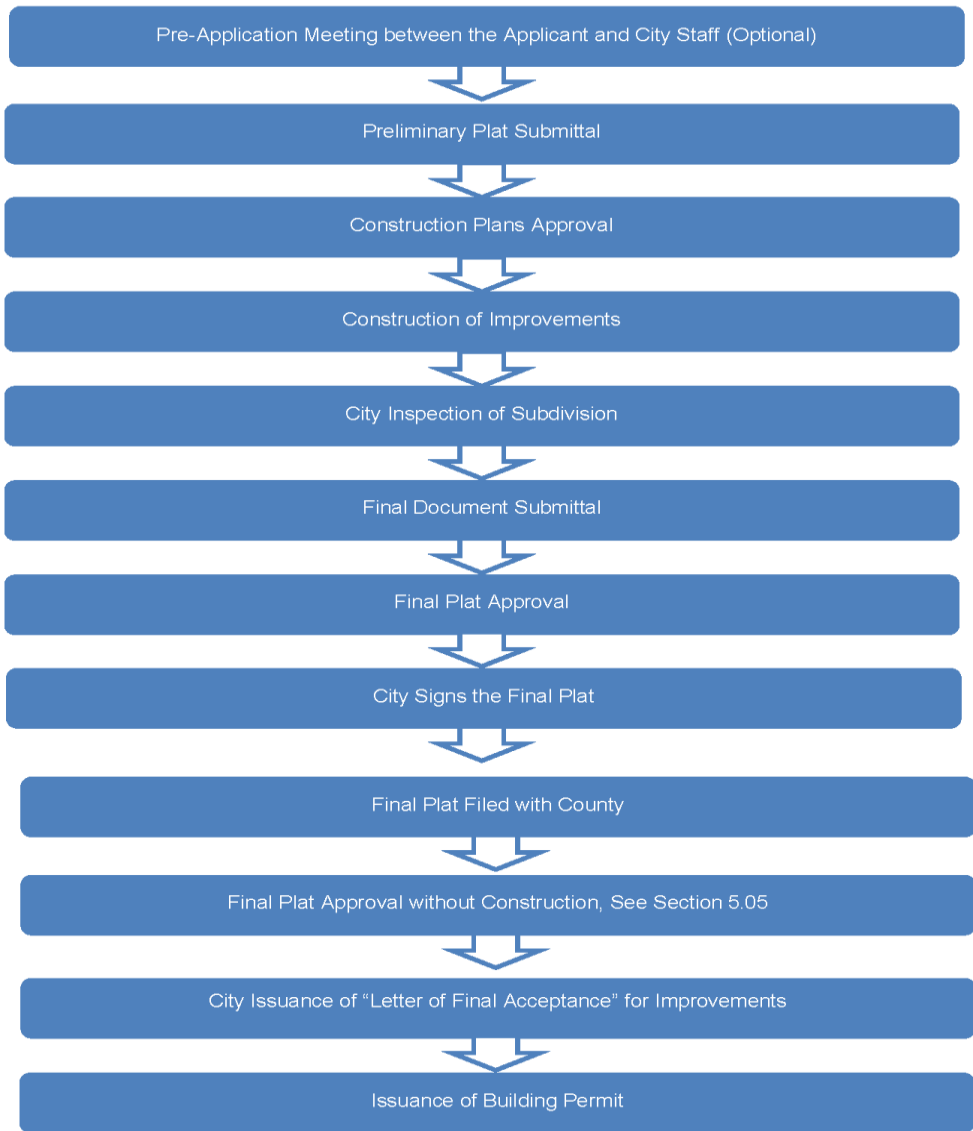 Pre-Application Meeting between the Applicant and City Staff (Optional)
Preliminary Plat Submittal
Construction Plans Approval
Construction of Improvements
City Inspection of Subdivision
Final Document Submittal
Final Plat Approval
City Signs the Final Plat
Final Plat Filed with County
Final Plat Approval without Construction, See Section 5.05
City Issuance of “Letter of Final Acceptance” for Improvements
Issuance of Building Permit